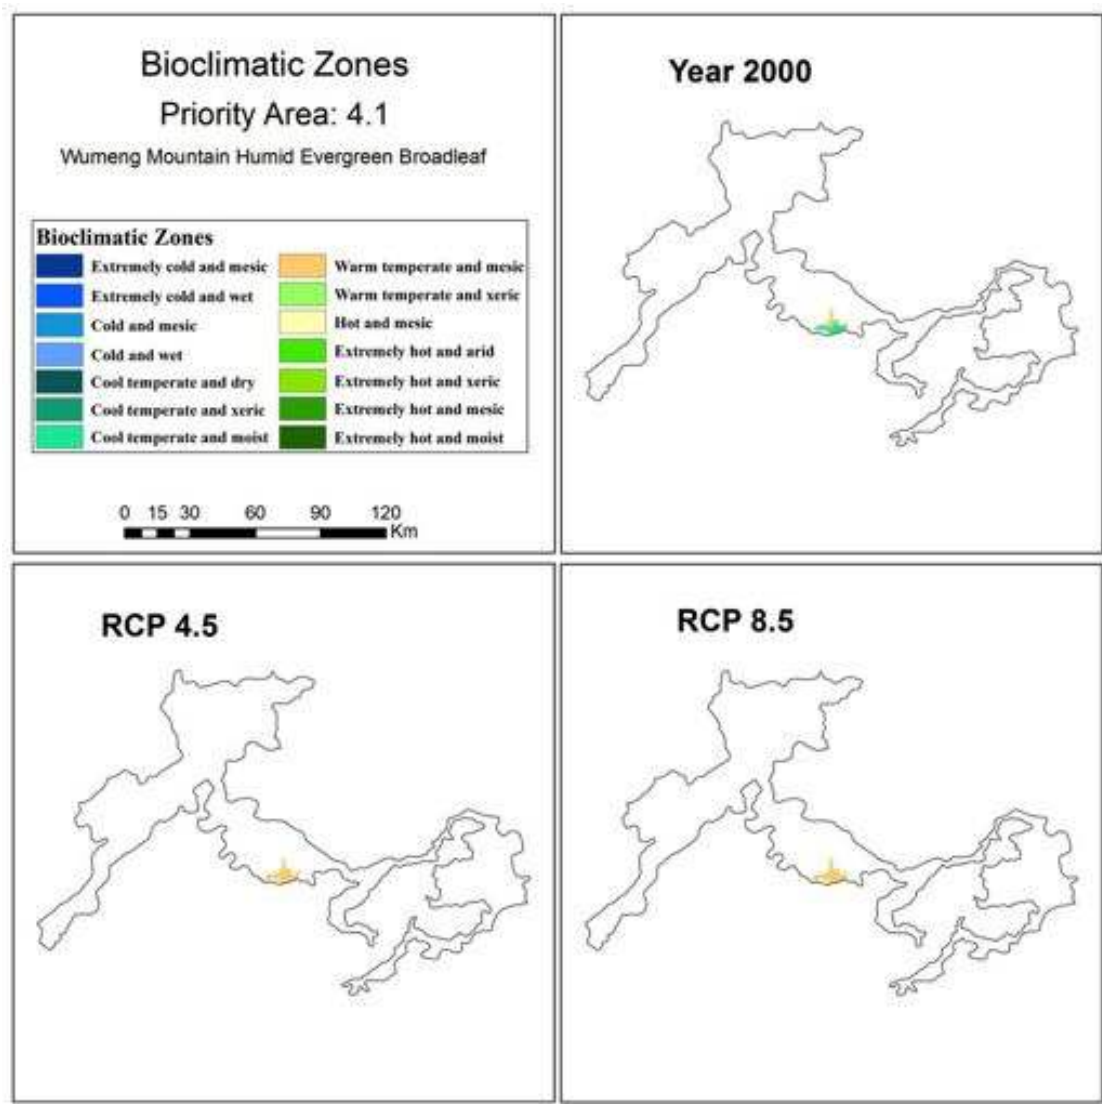 Bioclimatic Zones
Priority Area: 4.1
Wumeng Mountain Humid Evergreen Broadleaf
Bioclimatic Zones
Extremely cold and mesic
Extremely cold and wet
Cold and mesic
Cold and wet
Cool temperate and dry
Cool temperate and xeric
Cool temperate and moist
Warm temperate and mesic
Warm temperate and xeric
Hot and mesic
Extremely hot and arid
Extremely hot and xeric
Extremely hot and mesic
Extremely hot and moist
0 15 30 60 90 120
Km
Year 2000
RCP 4.5
RCP 8.5